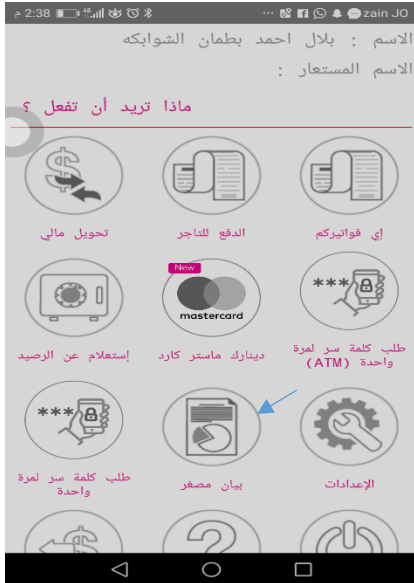 م 2:38
zain JO
الاسم : بلال احمد بطمان الشوابكه
الاسم المستعار :
ماذا تريد أن تفعل ؟
إي فواتيركم
الدفع للتاجر
تحويل مالي
***
طلب كلمة سر لمرة
واحدة (ATM)
New
mastercard
دينارك ماستر كارد
إستعلام عن الرصيد
الإعدادات
بيان مصغر
***
طلب كلمة سر لمرة
واحدة